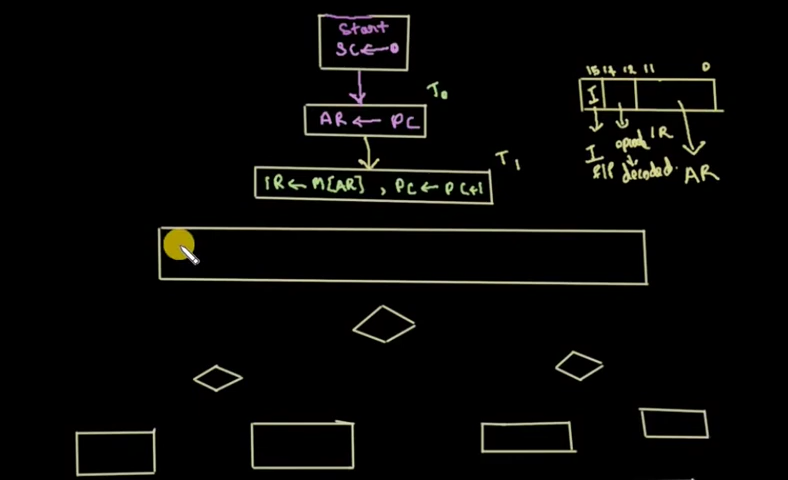 Start
SC ← 0
T₀
AR ← PC
T₁
IR ← M[AR] , PC ← PC+1
15 14 12 11 0
I
I opcode IR
F/F decoded. AR